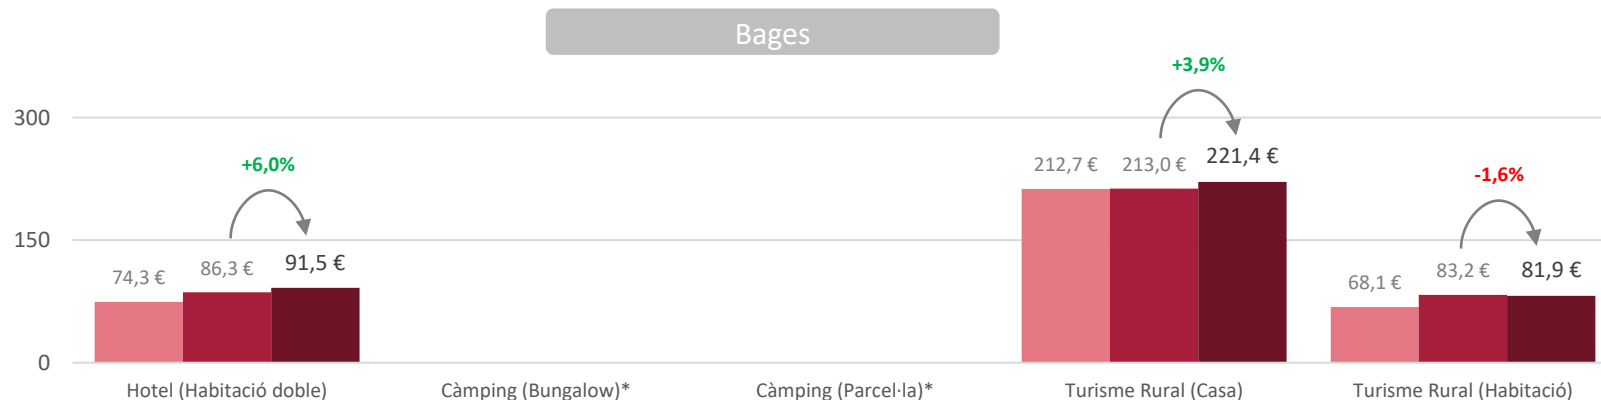 Bages
+3,9%
300
+6,0%
212,7 €
213,0 €
221,4 €
-1,6%
150
74,3 €
86,3 €
91,5 €
68,1 €
83,2 €
81,9 €
0
Hotel (Habitació doble)
Càmping (Bungalow)*
Càmping (Parcel·la)*
Turisme Rural (Casa)
Turisme Rural (Habitació)